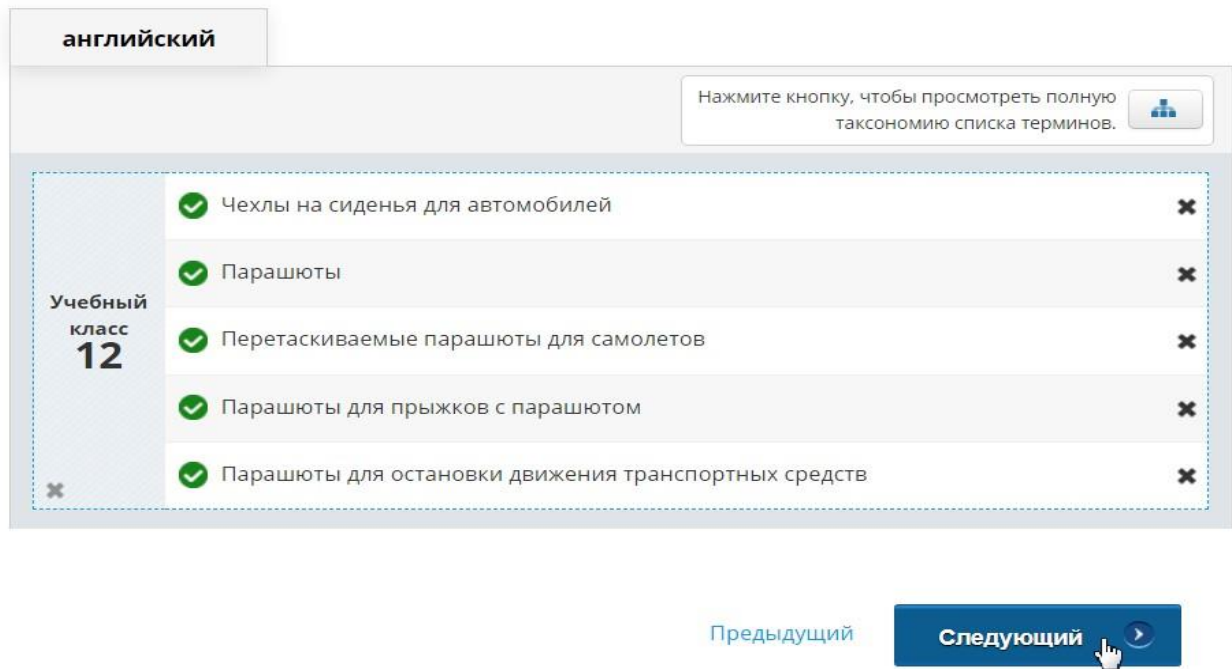 английский
Нажмите кнопку, чтобы просмотреть полную
таксономию списка терминов.
Чехлы на сиденья для автомобилей
Парашюты
Учебный
класс
12
Перетаскиваемые парашюты для самолетов
Парашюты для прыжков с парашютом
Парашюты для остановки движения транспортных средств
Предыдущий
Следующий